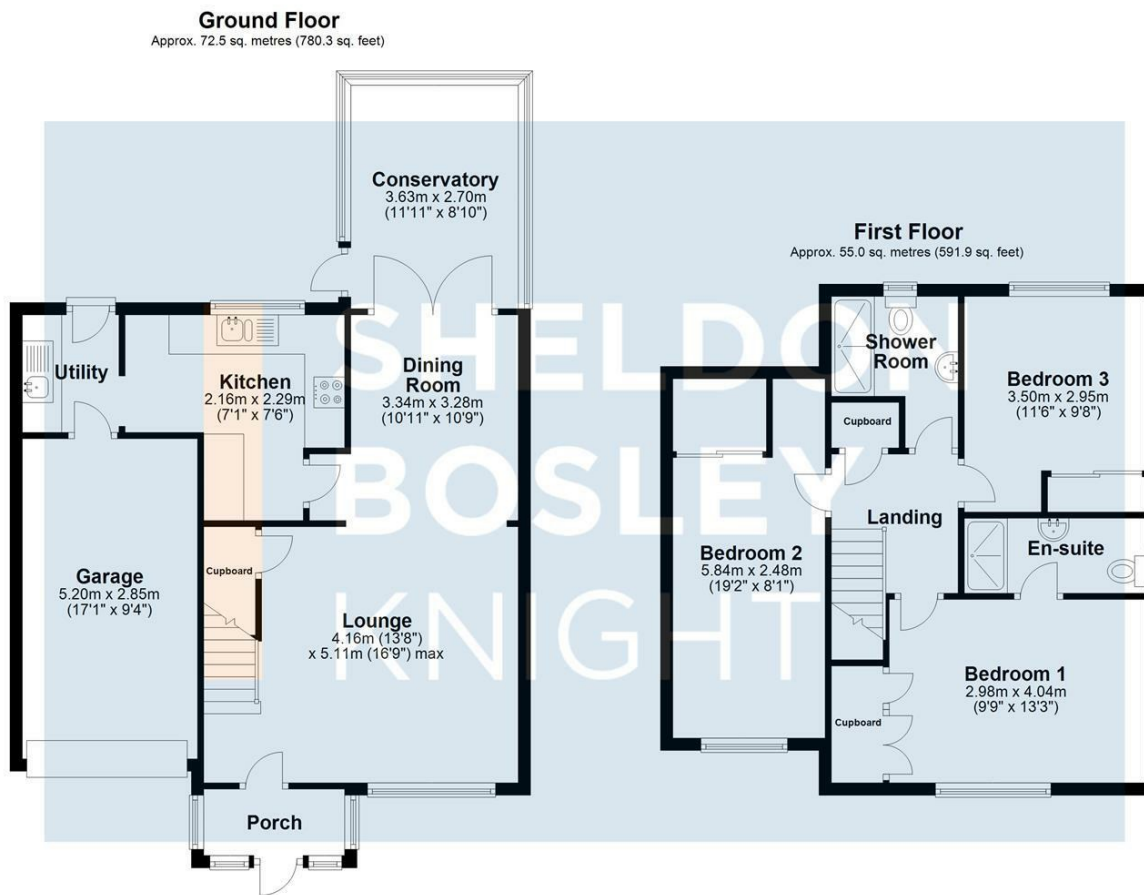 Ground Floor
Approx. 72.5 sq. metres (780.3 sq. feet)
Conservatory
3.63m x 2.70m
(11'11" x 8'10")
Utility
Kitchen
2.16m x 2.29m
(7'1" x 7'6")
Dining
Room
3.34m x 3.28m
(10'11" x 10'9")
Garage
5.20m x 2.85m
(17'1" x 9'4")
Cupboard
Lounge
4.16m (13'8")
x 5.11m (16'9") max
Porch
First Floor
Approx. 55.0 sq. metres (591.9 sq. feet)
Shower
Room
Bedroom 3
3.50m x 2.95m
(11'6" x 9'8")
Cupboard
Landing
En-suite
Bedroom 2
5.84m x 2.48m
(19'2" x 8'1")
Bedroom 1
2.98m x 4.04m
(9'9" x 13'3")
Cupboard
SHELDON
BOSLEY
KNIGHT